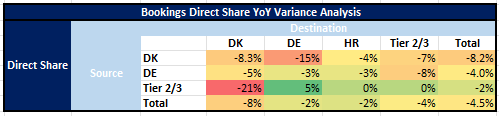 Bookings Direct Share YoY Variance Analysis
Destination
DK DE HR Tier 2/3 Total
Direct Share Source
DK -8.3% -15% -4% -7% -8.2%
DE -5% -3% -3% -8% -4.0%
Tier 2/3 -21% 5% 0% 0% -2%
Total -8% -2% -2% -4% -4.5%